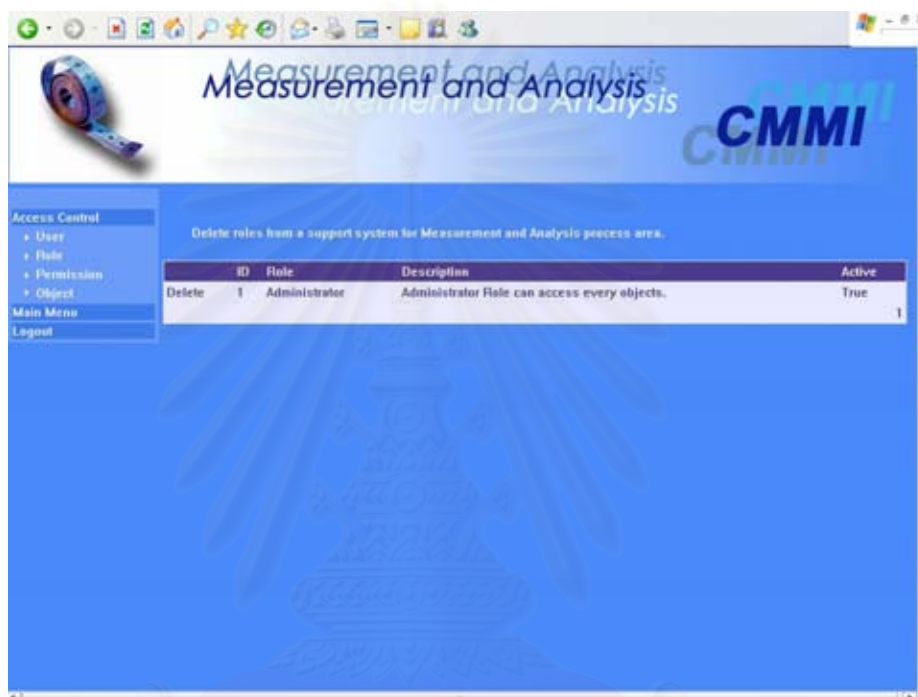 Measurement and Analysis
CMMI
Access Control
User
Role
Permission
Object
Main Menu
Logout
Delete roles from a support system for Measurement and Analysis process area.
ID Role Description Active
Delete 1 Administrator Administrator Role can access every objects. True
1